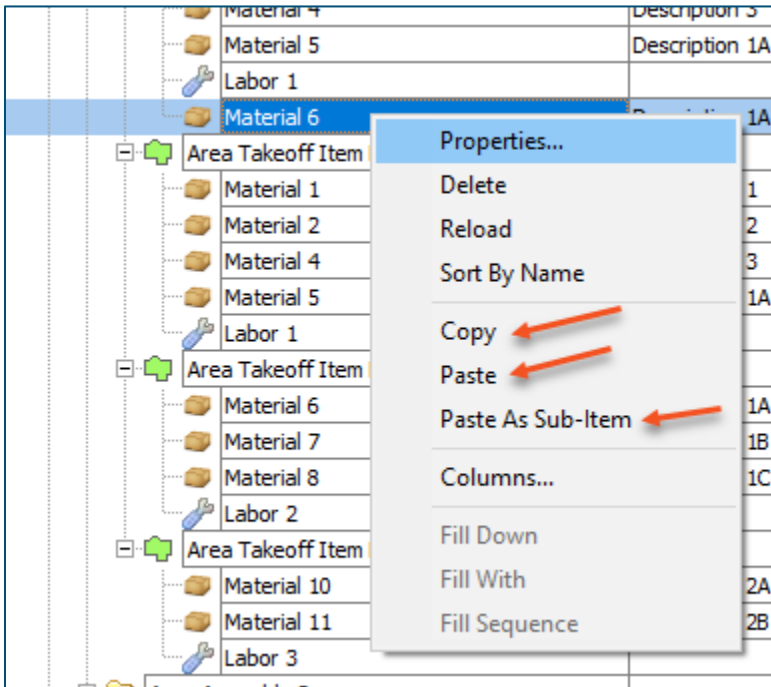 Material 4 Description 3
Material 5 Description 1A
Labor 1
Material 6 1A
Properties...
Area Takeoff Item
Delete
Material 1 1
Reload
Material 2 2
Sort By Name
Material 4 3
Material 5 1A
Copy
Labor 1
Paste
Area Takeoff Item
Paste As Sub-Item
Material 6 1A
Material 7 1B
Columns...
Material 8 1C
Labor 2
Fill Down
Area Takeoff Item
Fill With
Material 10 2A
Fill Sequence
Material 11 2B
Labor 3